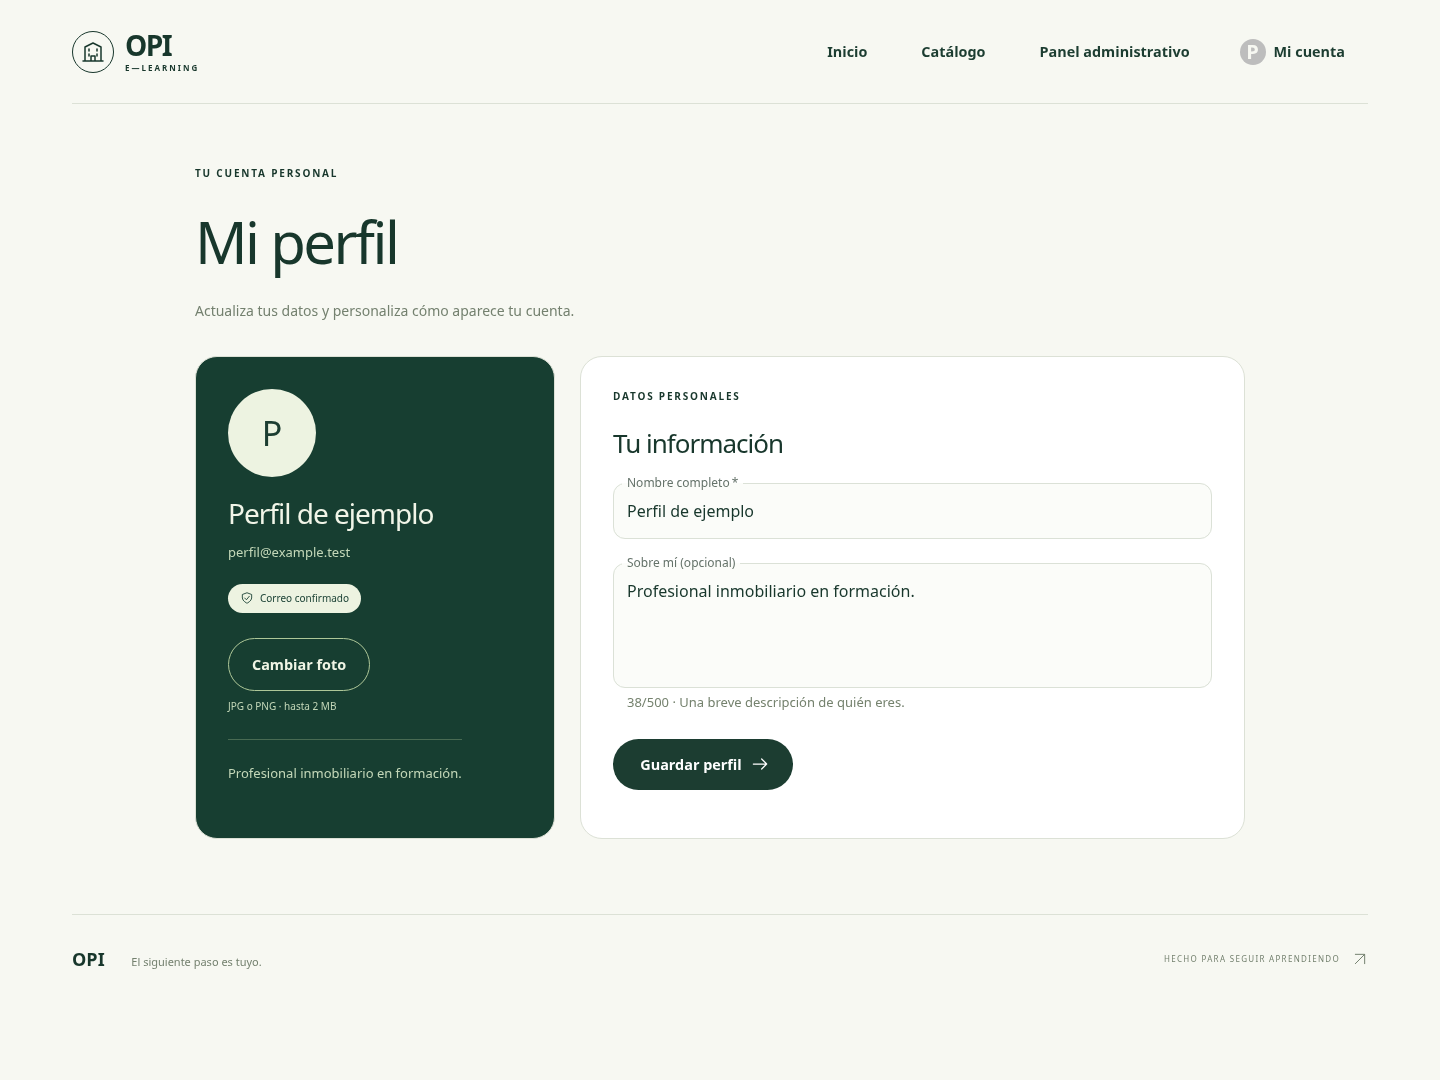 OPI
E—LEARNING
Inicio
Catálogo
Panel administrativo
P
Mi cuenta
TU CUENTA PERSONAL
Mi perfil
Actualiza tus datos y personaliza cómo aparece tu cuenta.
P
Perfil de ejemplo
perfil@example.test
Correo confirmado
Cambiar foto
JPG o PNG · hasta 2 MB
Profesional inmobiliario en formación.
DATOS PERSONALES
Tu información
Nombre completo *
Perfil de ejemplo
Sobre mí (opcional)
Profesional inmobiliario en formación.
38/500 · Una breve descripción de quién eres.
Guardar perfil
OPI
El siguiente paso es tuyo.
HECHO PARA SEGUIR APRENDIENDO